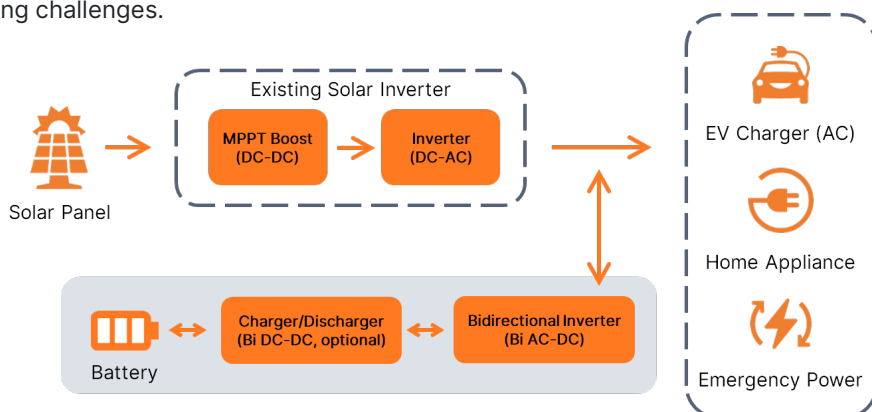 ng challenges.
Existing Solar Inverter
MPPT Boost
(DC-DC)
Inverter
(DC-AC)
Solar Panel
EV Charger (AC)
Home Appliance
Emergency Power
Charger/Discharger
(Bi DC-DC, optional)
Bidirectional Inverter
(Bi AC-DC)
Battery